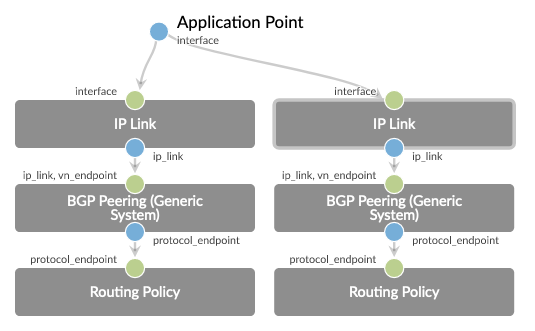 Application Point
interface
interface
interface
IP Link
IP Link
ip_link
ip_link
ip_link, vn_endpoint
ip_link, vn_endpoint
BGP Peering (Generic
System)
BGP Peering (Generic
System)
protocol_endpoint
protocol_endpoint
protocol_endpoint
protocol_endpoint
Routing Policy
Routing Policy